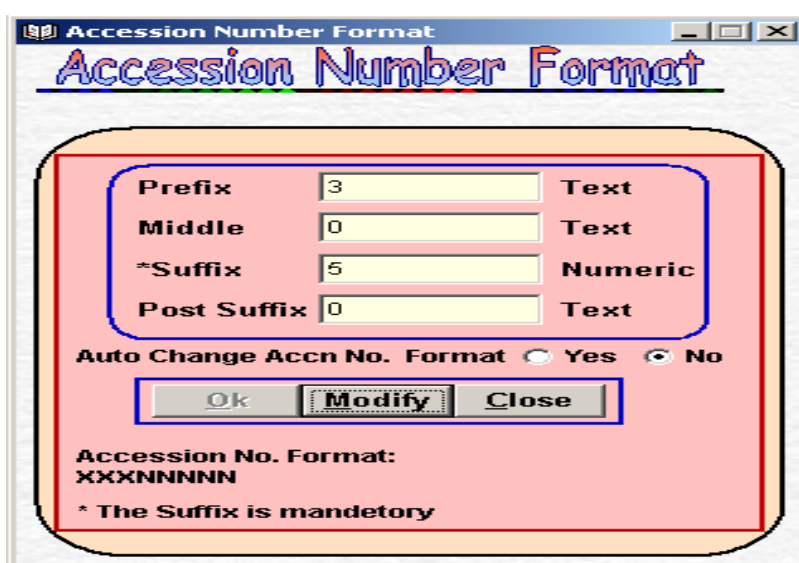 Accession Number Format
Accession Number Format
Prefix 3 Text
Middle 0 Text
*Suffix 5 Numeric
Post Suffix 0 Text
Auto Change Accn No. Format Yes No
Ok Modify Close
Accession No. Format:
XXXNNNNN
* The Suffix is mandetory